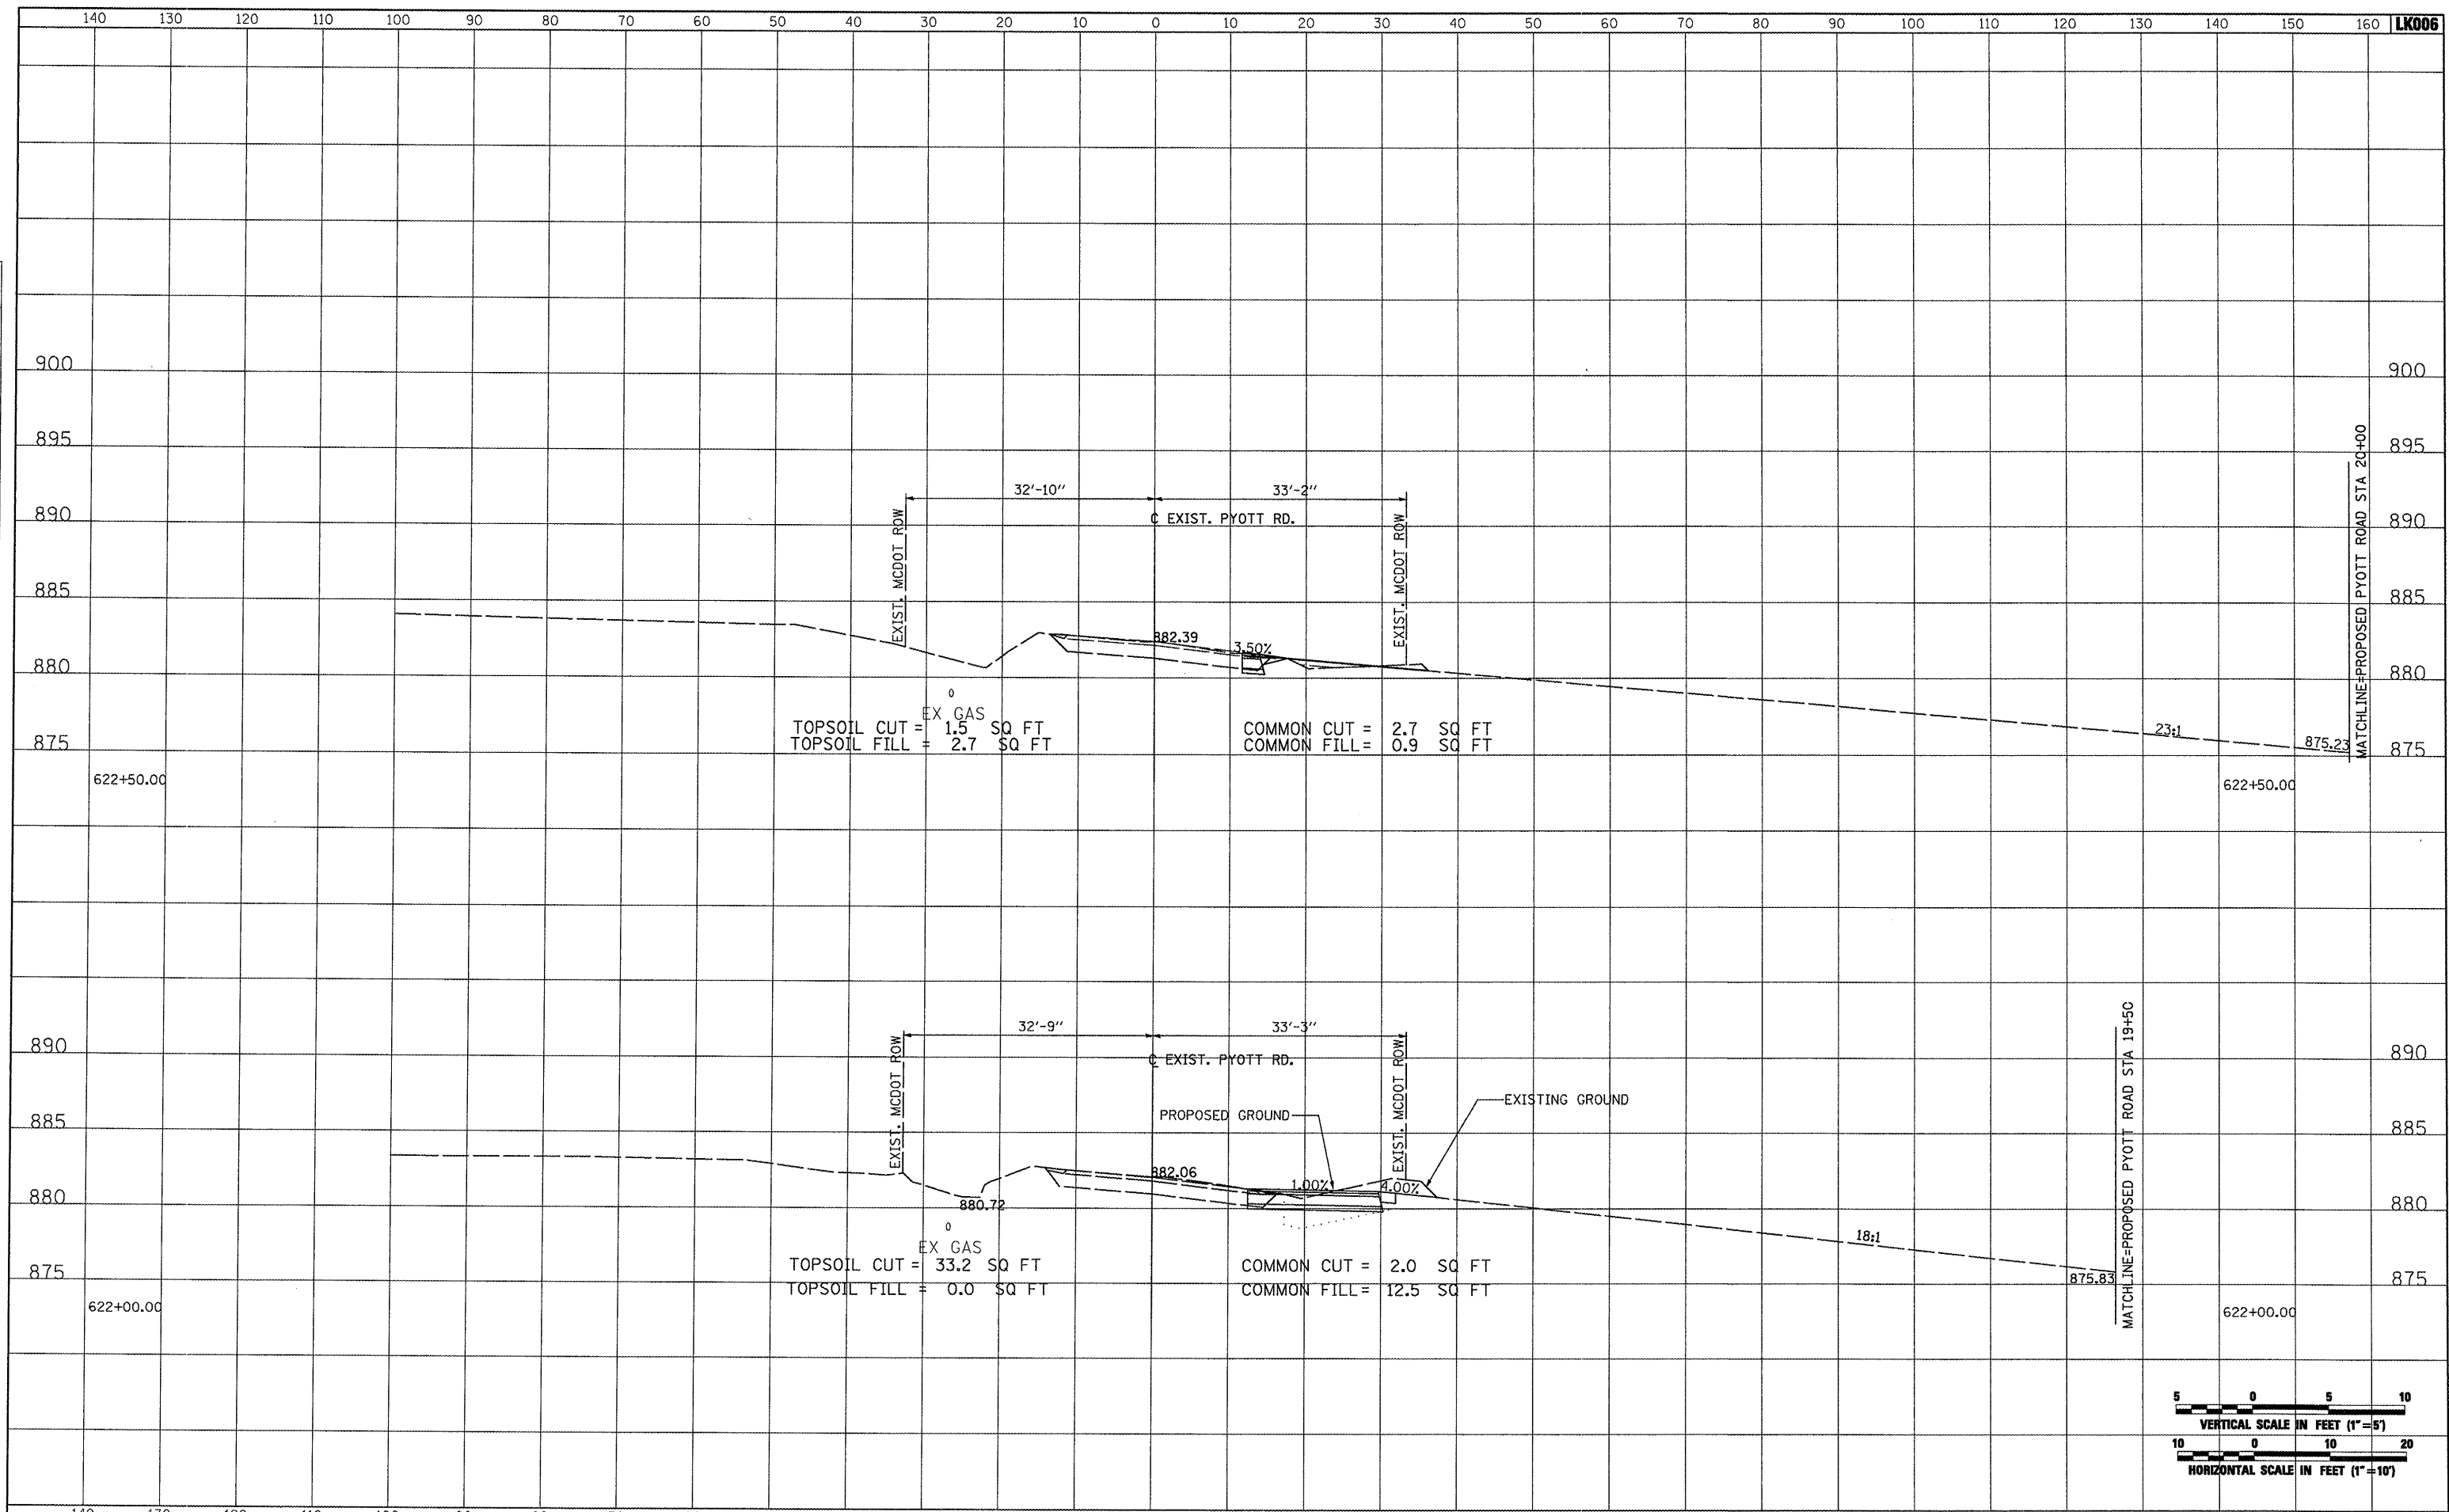 140 130 120 110 100 90 80 70 60 50 40 30 20 10 0 10 20 30 40 50 60 70 80 90 100 110 120 130 140 150 160 LK006
900 900
895 895
32'-10" 33'-2"
890 ℄ EXIST. PYOTT RD. 890
EXIST. MCDOT ROW
EXIST. MCDOT ROW
MATCHLINE=PROPOSED PYOTT ROAD STA 20+00
885 885
882.39
3.50%
880 880
0
EX GAS
TOPSOIL CUT = 1.5 SQ FT COMMON CUT = 2.7 SQ FT
TOPSOIL FILL = 2.7 SQ FT COMMON FILL= 0.9 SQ FT
23:1
875.23
875 875
622+50.00 622+50.00
32'-9" 33'-3"
890 ℄ EXIST. PYOTT RD. 890
EXIST. MCDOT ROW
EXIST. MCDOT ROW
MATCHLINE=PROPOSED PYOTT ROAD STA 19+50
EXISTING GROUND
PROPOSED GROUND
885 885
882.06
1.00% 4.00%
880 880
880.72
0
EX GAS
18:1
TOPSOIL CUT = 33.2 SQ FT COMMON CUT = 2.0 SQ FT
TOPSOIL FILL = 0.0 SQ FT COMMON FILL= 12.5 SQ FT
875.83
875 875
622+00.00 622+00.00
5 0 5 10
VERTICAL SCALE IN FEET (1"=5')
10 0 10 20
HORIZONTAL SCALE IN FEET (1"=10')